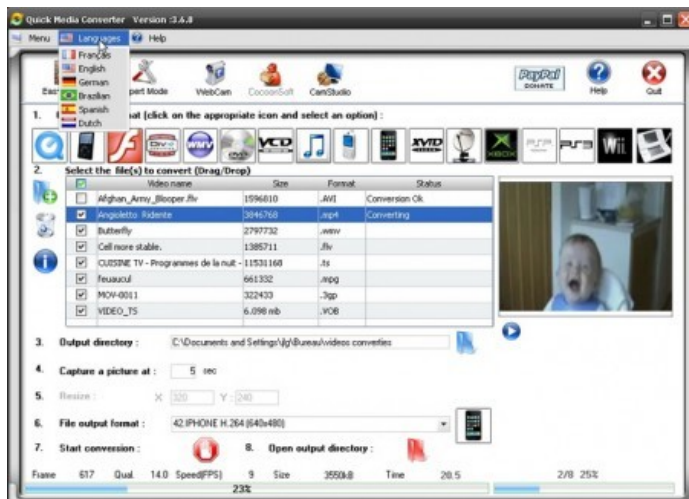 Quick Media Converter Version :3.6.8
Menu Languages Help
Français
English
German
Brazilian
Spanish
Dutch
Expert Mode WebCam CocoonSoft CamStudio PayPal DONATE Help Quit
1. mat (click on the appropriate icon and select an option) :
WMV DVD VCD XVID XBOX PSP PS3 Wii
2. Select the file(s) to convert (Drag/Drop)
Video name Size Format Status
Afghan_Army_Blooper.flv 1596810 .AVI Conversion Ok
Angioletto Ridente 3846768 .mp4 Converting
Butterfly 2797732 .wmv
Cell more stable. 1385711 .flv
CUISINE TV - Programmes de la nuit - 11531168 .ts
feuaucul 661332 .mpg
MOV-0011 322433 .3gp
VIDEO_TS 6.098 mb .VOB
3. Output directory : C:\Documents and Settings\jlg\Bureau\videos converties
4. Capture a picture at : 5 sec
5. Resize : X 320 Y : 240
6. File output format : 42.IPHONE H.264 (640x480)
7. Start conversion : 8. Open output directory :
Frame 617 Qual. 14.0 Speed(FPS) 9 Size 3550kB Time 20.5 2/8 25%
23%